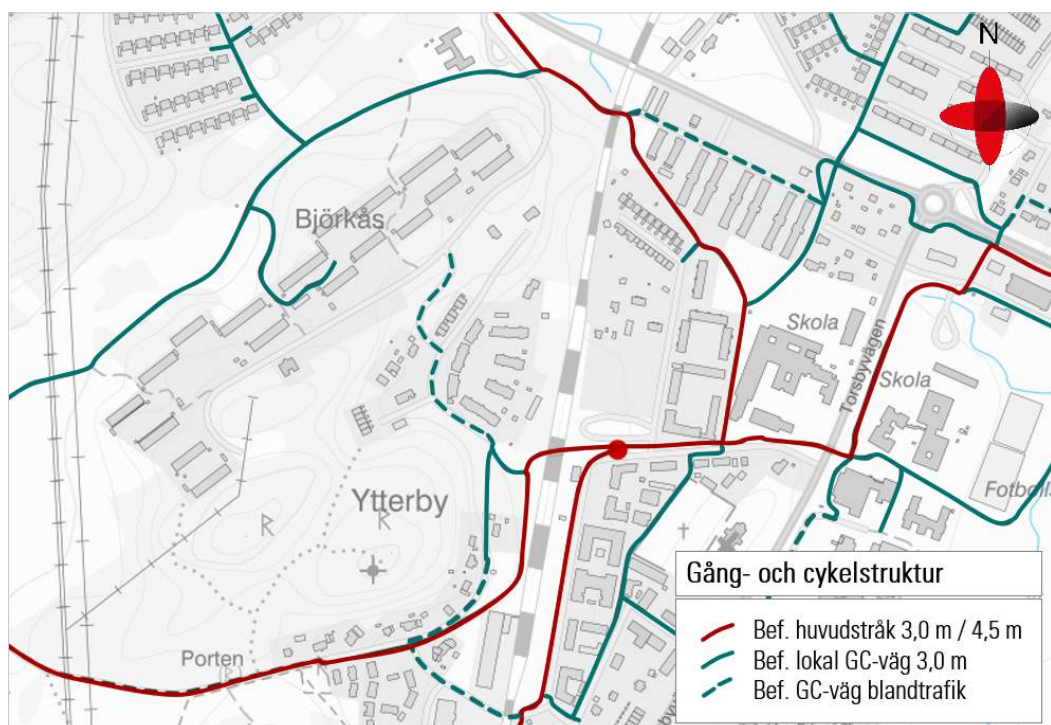 N
Björkås
Skola
Torsbyvägen
Skola
Ytterby
R
R
Fotbolls
Porten
(R)
Gång- och cykelstruktur
Bef. huvudstråk 3,0 m / 4,5 m
Bef. lokal GC-väg 3,0 m
Bef. GC-väg blandtrafik